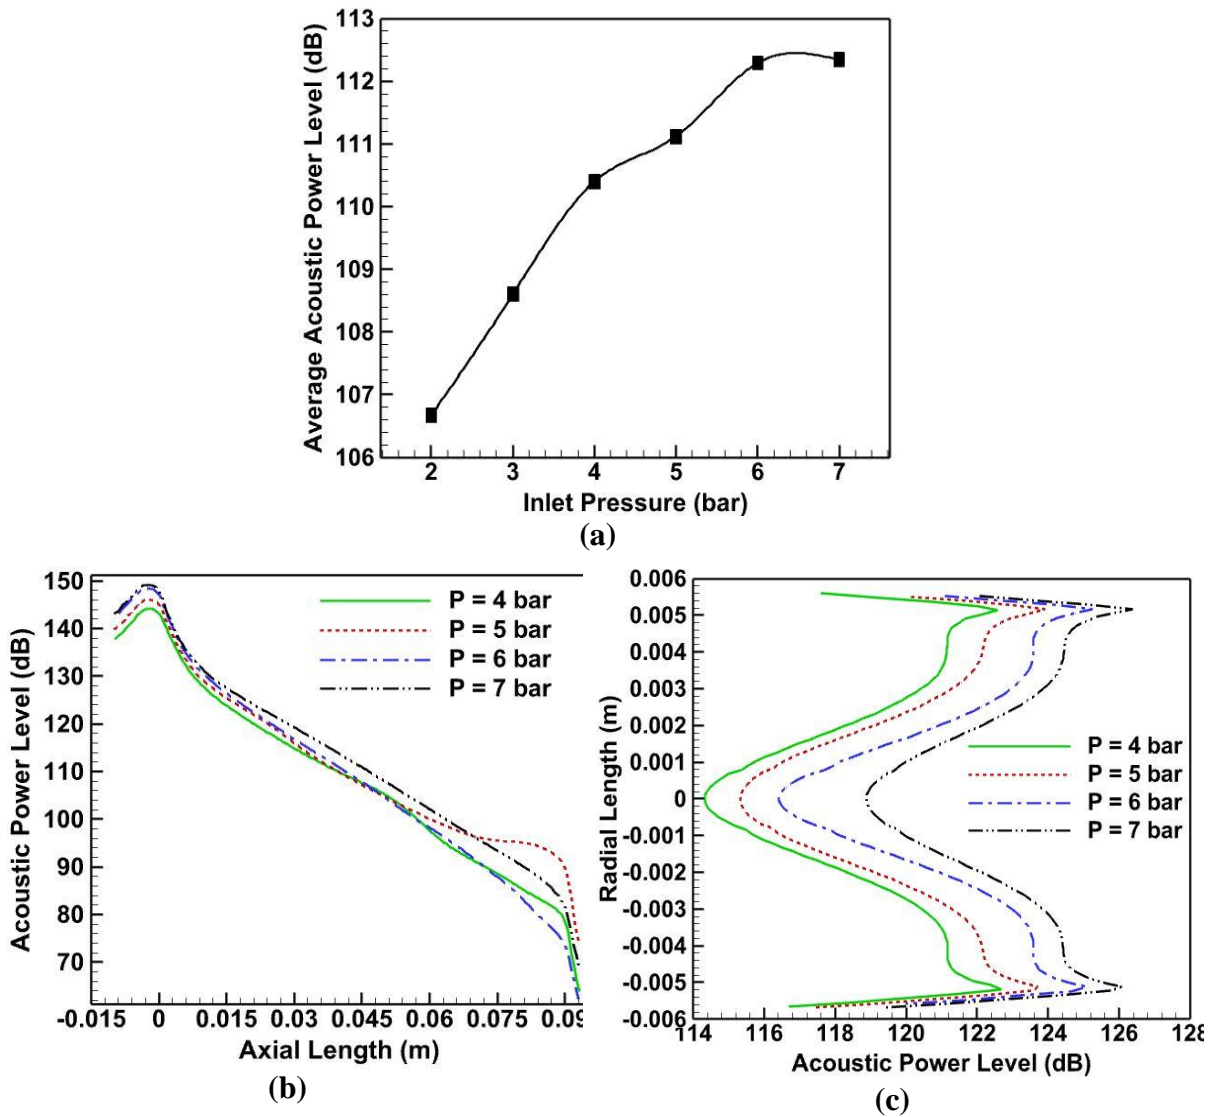 Average Acoustic Power Level (dB)
113
112
111
110
109
108
107
106
2 3 4 5 6 7
Inlet Pressure (bar)
(a)
Acoustic Power Level (dB)
150
140
130
120
110
100
90
80
70
P = 4 bar
P = 5 bar
P = 6 bar
P = 7 bar
-0.015 0 0.015 0.03 0.045 0.06 0.075 0.09
Axial Length (m)
(b)
Radial Length (m)
0.006
0.005
0.004
0.003
0.002
0.001
0
-0.001
-0.002
-0.003
-0.004
-0.005
-0.006
P = 4 bar
P = 5 bar
P = 6 bar
P = 7 bar
114 116 118 120 122 124 126 128
Acoustic Power Level (dB)
(c)